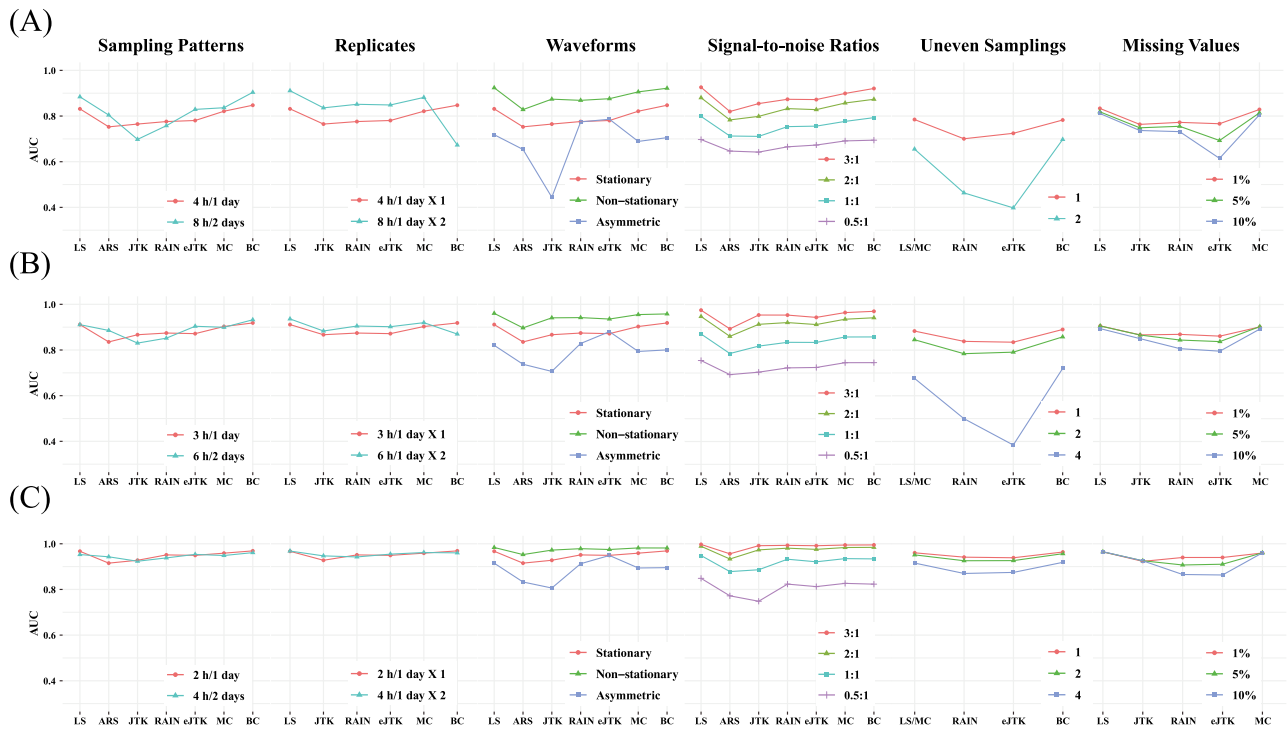 (A)
Sampling Patterns Replicates Waveforms Signal-to-noise Ratios Uneven Samplings Missing Values
1.0
0.8
0.6
0.4
AUC
4 h/1 day
8 h/2 days
4 h/1 day X 1
8 h/1 day X 2
Stationary
Non-stationary
Asymmetric
3:1
2:1
1:1
0.5:1
1
2
1%
5%
10%
LS ARS JTK RAIN eJTK MC BC LS JTK RAIN eJTK MC BC LS ARS JTK RAIN eJTK MC BC LS ARS JTK RAIN eJTK MC BC LS/MC RAIN eJTK BC LS JTK RAIN eJTK MC
(B)
1.0
0.8
0.6
0.4
AUC
3 h/1 day
6 h/2 days
3 h/1 day X 1
6 h/1 day X 2
Stationary
Non-stationary
Asymmetric
3:1
2:1
1:1
0.5:1
1
2
4
1%
5%
10%
LS ARS JTK RAIN eJTK MC BC LS JTK RAIN eJTK MC BC LS ARS JTK RAIN eJTK MC BC LS ARS JTK RAIN eJTK MC BC LS/MC RAIN eJTK BC LS JTK RAIN eJTK MC
(C)
1.0
0.8
0.6
0.4
AUC
2 h/1 day
4 h/2 days
2 h/1 day X 1
4 h/1 day X 2
Stationary
Non-stationary
Asymmetric
3:1
2:1
1:1
0.5:1
1
2
4
1%
5%
10%
LS ARS JTK RAIN eJTK MC BC LS JTK RAIN eJTK MC BC LS ARS JTK RAIN eJTK MC BC LS ARS JTK RAIN eJTK MC BC LS/MC RAIN eJTK BC LS JTK RAIN eJTK MC